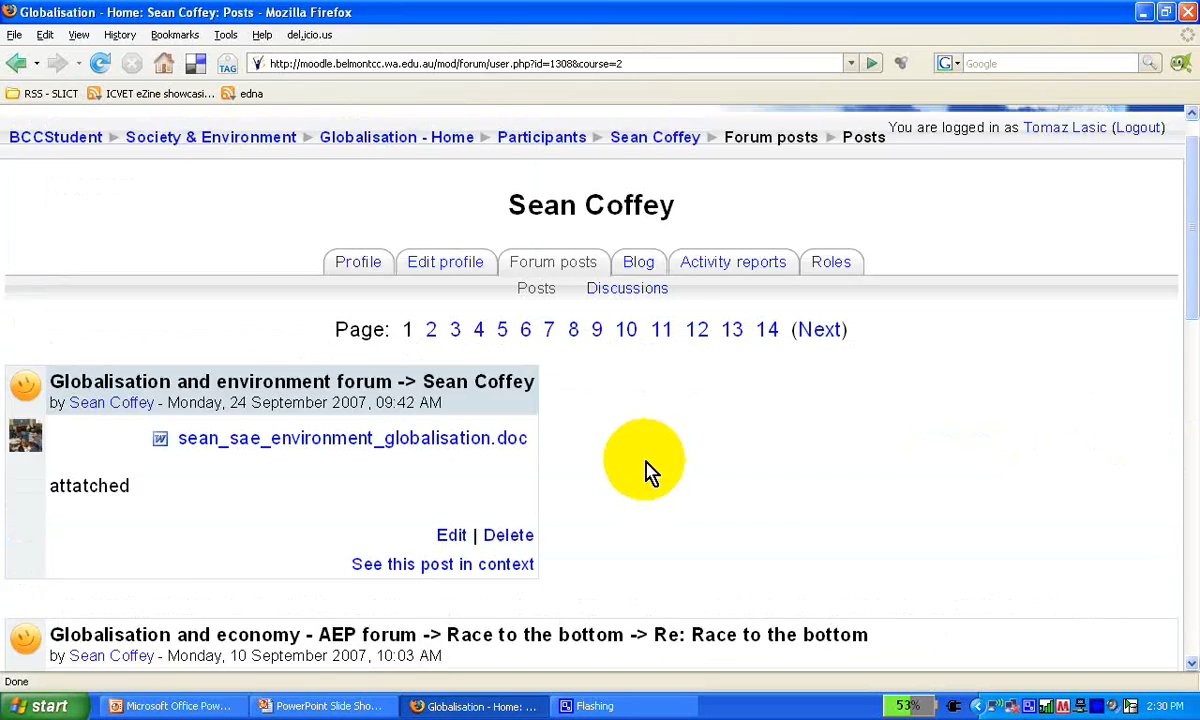 Globalisation - Home: Sean Coffey: Posts - Mozilla Firefox
File Edit View History Bookmarks Tools Help del.icio.us
TAG http://moodle.belmontcc.wa.edu.au/mod/forum/user.php?id=1308&course=2 G Google
RSS - SLICT ICVET eZine showcasi... edna
You are logged in as Tomaz Lasic (Logout)
BCCStudent ► Society & Environment ► Globalisation - Home ► Participants ► Sean Coffey ► Forum posts ► Posts
Sean Coffey
Profile Edit profile Forum posts Blog Activity reports Roles
Posts Discussions
Page: 1 2 3 4 5 6 7 8 9 10 11 12 13 14 (Next)
Globalisation and environment forum -> Sean Coffey
by Sean Coffey - Monday, 24 September 2007, 09:42 AM
sean_sae_environment_globalisation.doc
attatched
Edit | Delete
See this post in context
Globalisation and economy - AEP forum -> Race to the bottom -> Re: Race to the bottom
by Sean Coffey - Monday, 10 September 2007, 10:03 AM
Done
start Microsoft Office Pow... PowerPoint Slide Sho... Globalisation - Home: ... Flashing 53% 2:30 PM